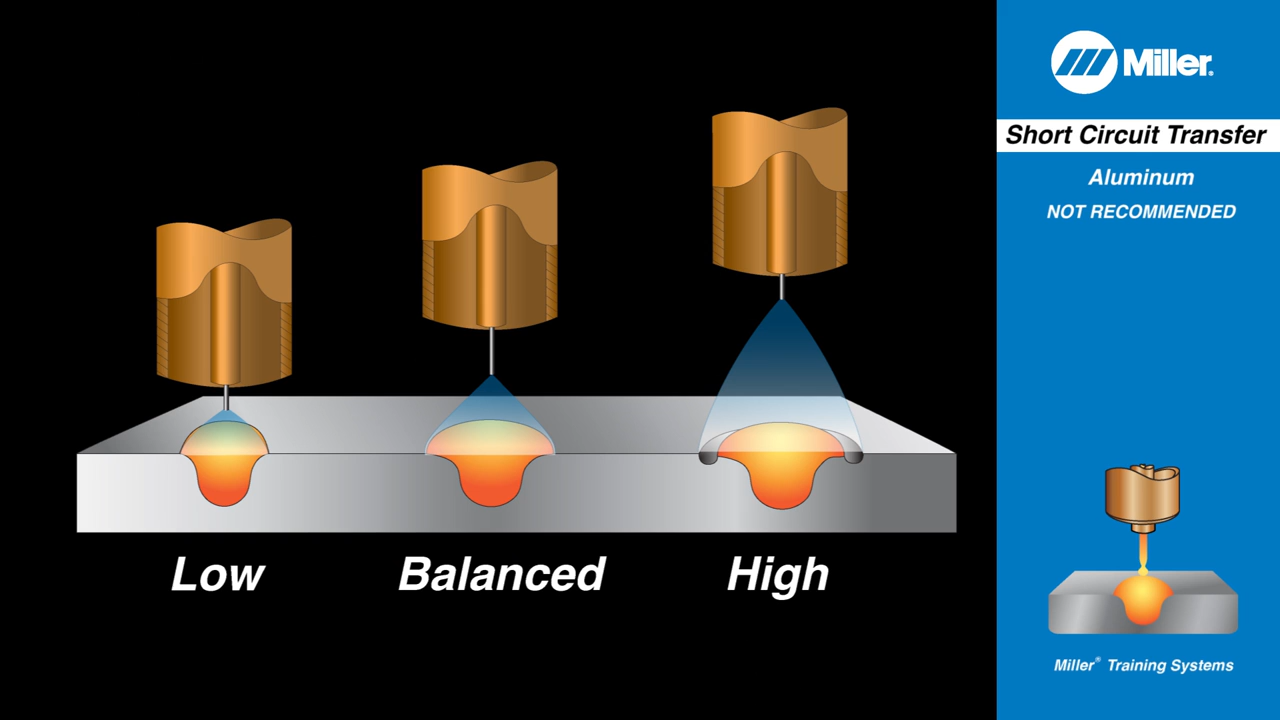 Miller®
Short Circuit Transfer
Aluminum
NOT RECOMMENDED
Low
Balanced
High
Miller® Training Systems